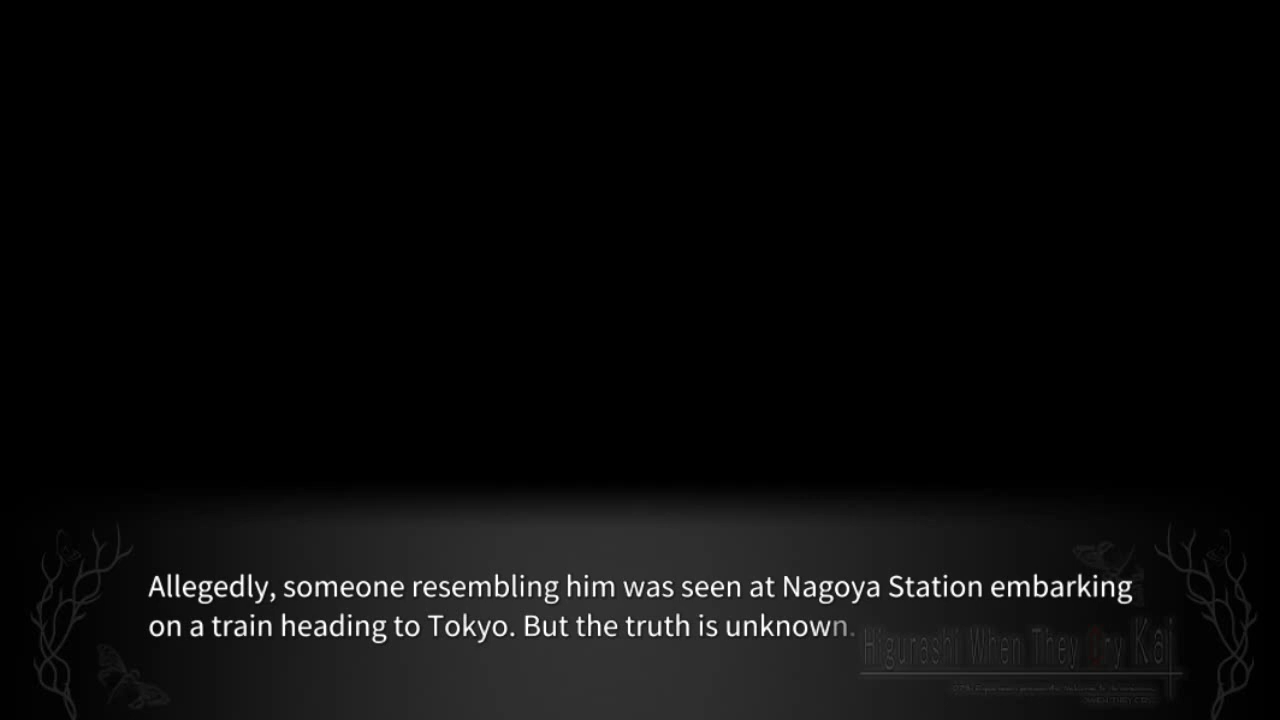 Allegedly, someone resembling him was seen at Nagoya Station embarking
on a train heading to Tokyo. But the truth is unknown.
Higurashi When They Cry Kai